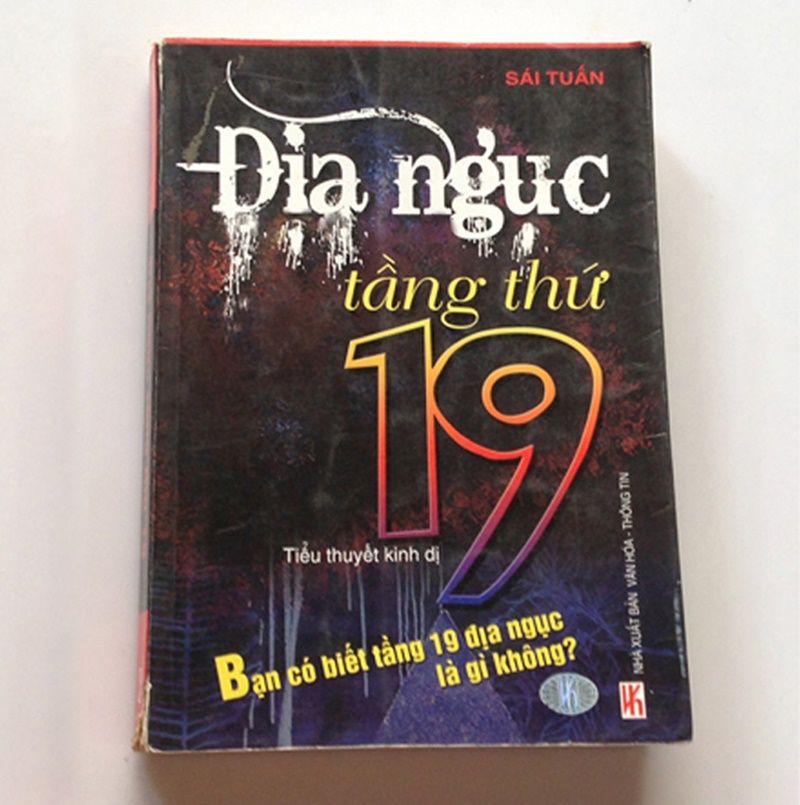 SÁI TUẤN
Địa ngục
tầng thứ
19
Tiểu thuyết kinh dị
Bạn có biết tầng 19 địa ngục
là gì không?
NHÀ XUẤT BẢN VĂN HÓA - THÔNG TIN